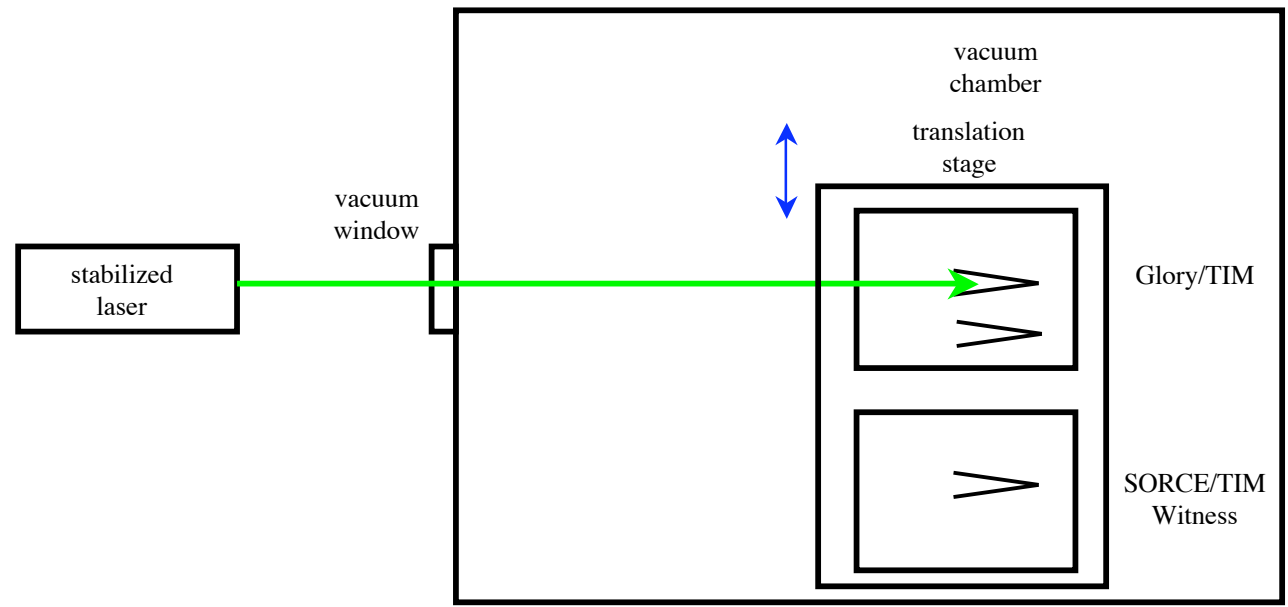 vacuum
chamber
translation
stage
vacuum
window
stabilized
laser
Glory/TIM
SORCE/TIM
Witness